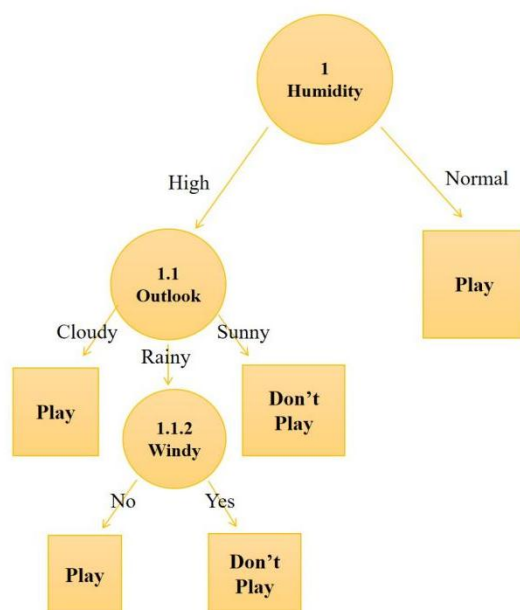 1
Humidity
High
Normal
1.1
Outlook
Play
Cloudy
Sunny
Rainy
Play
Don’t
Play
1.1.2
Windy
No
Yes
Play
Don’t
Play